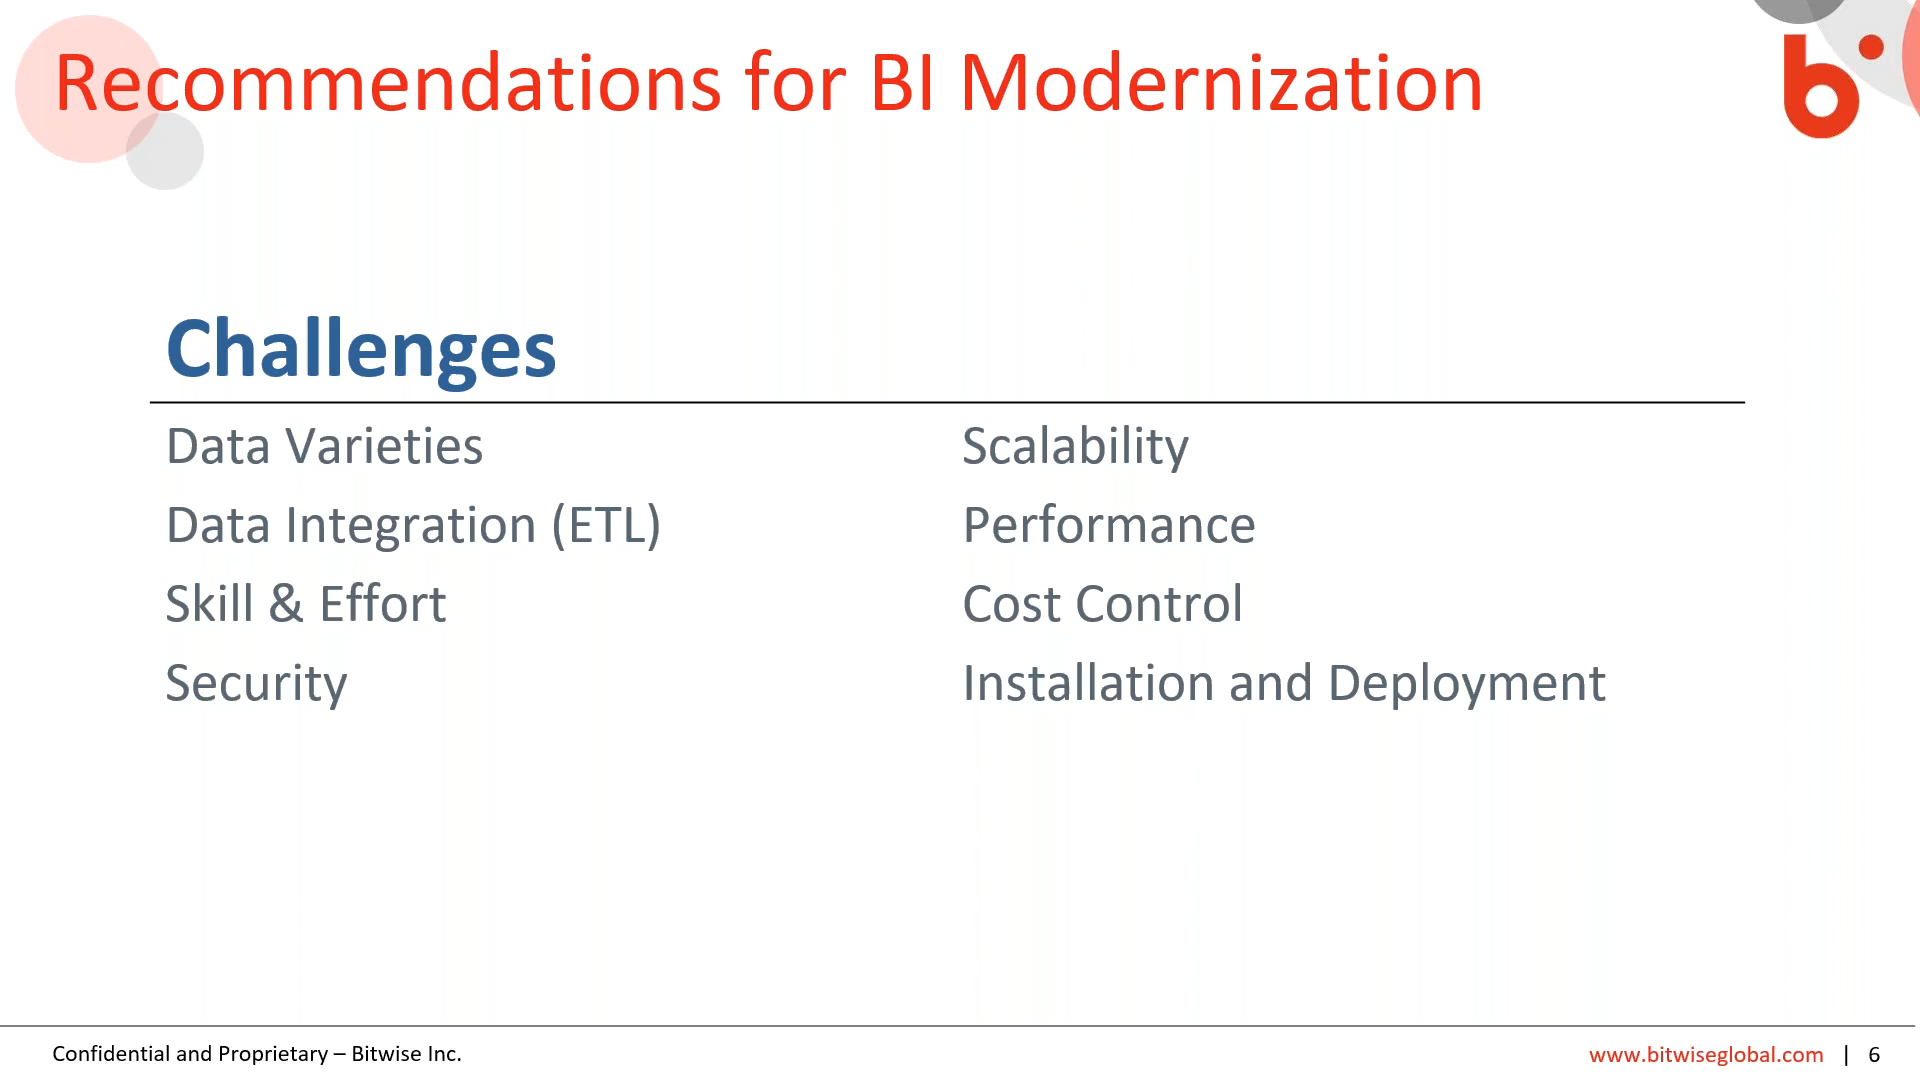 Recommendations for BI Modernization
Challenges
Data Varieties
Data Integration (ETL)
Skill & Effort
Security
Scalability
Performance
Cost Control
Installation and Deployment
Confidential and Proprietary – Bitwise Inc.
www.bitwiseglobal.com | 6